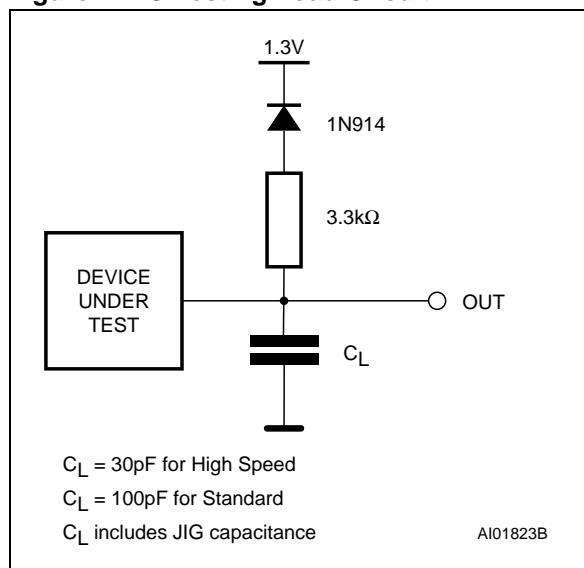 1.3V
1N914
3.3kΩ
DEVICE
UNDER
TEST
OUT
CL
CL = 30pF for High Speed
CL = 100pF for Standard
CL includes JIG capacitance
AI01823B